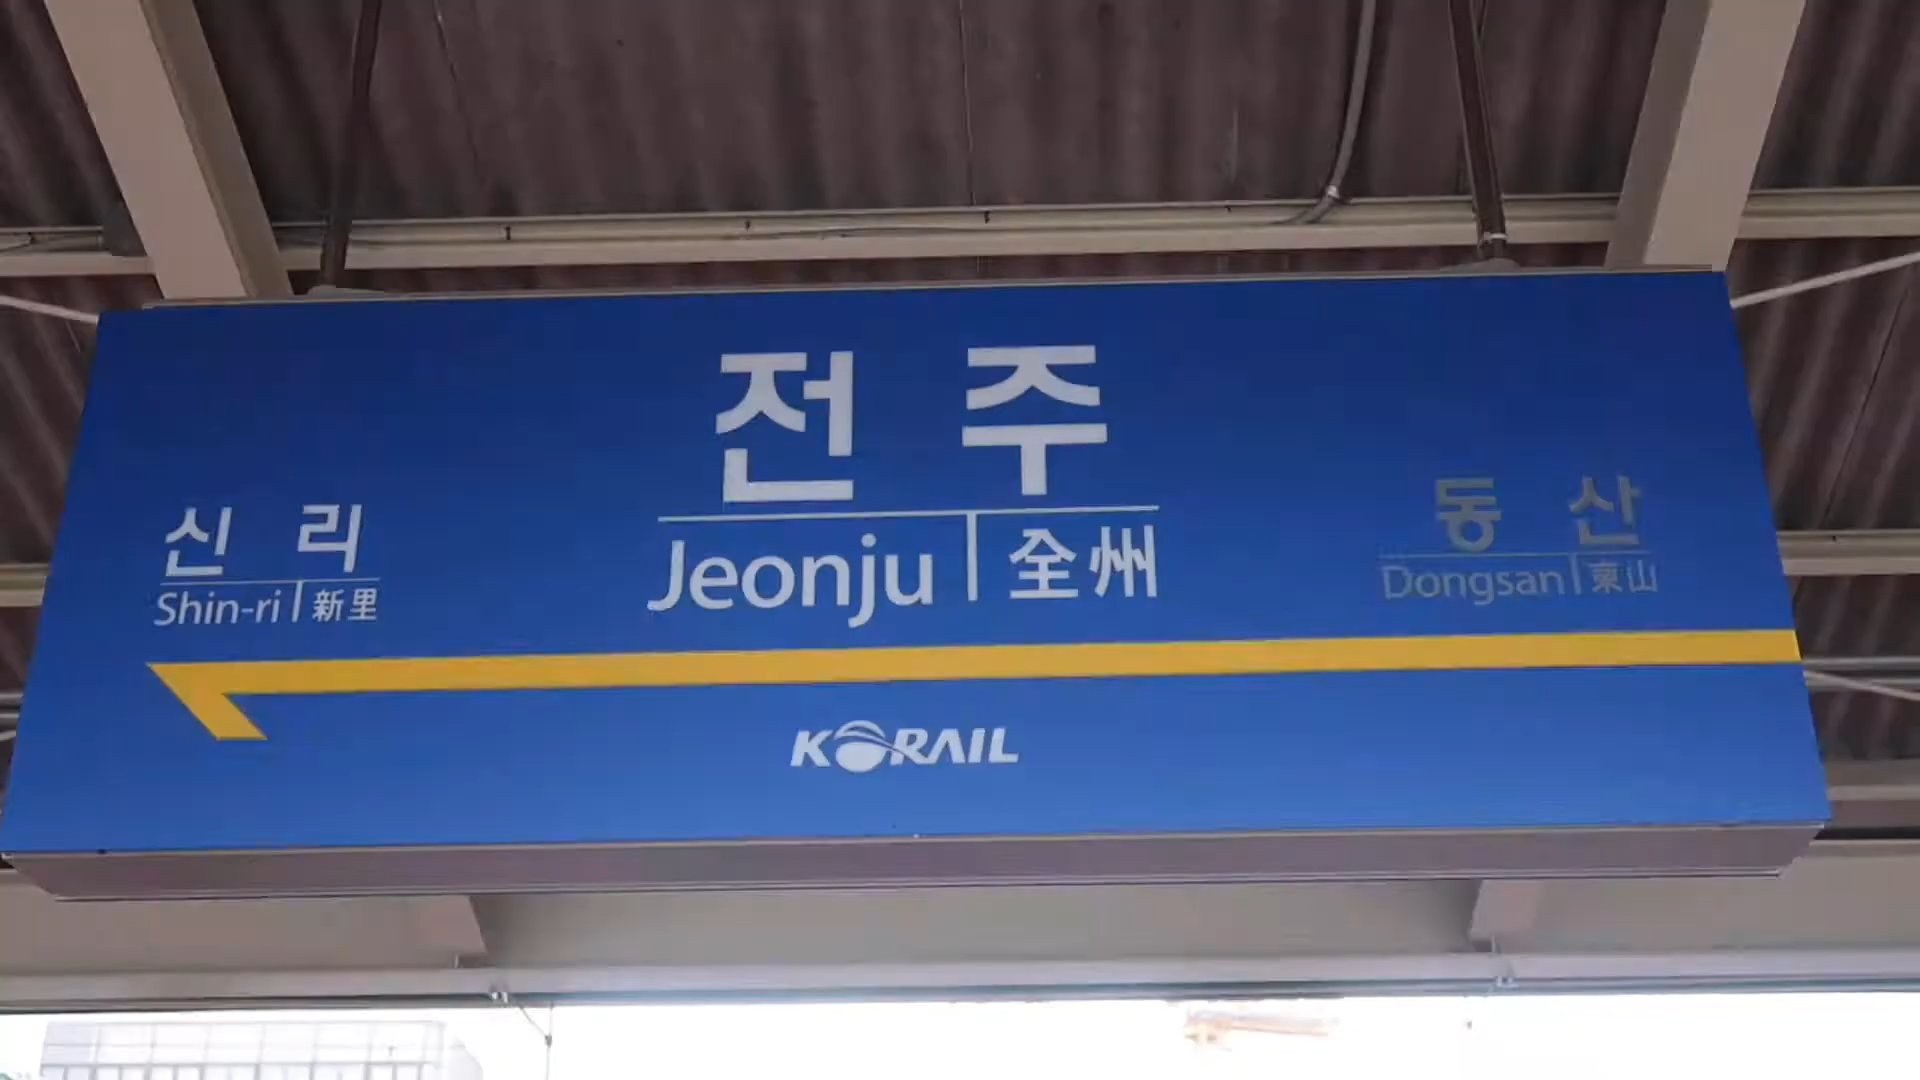 전주
Jeonju 全州
신리
Shin-ri 新里
동산
Dongsan 東山
KORAIL